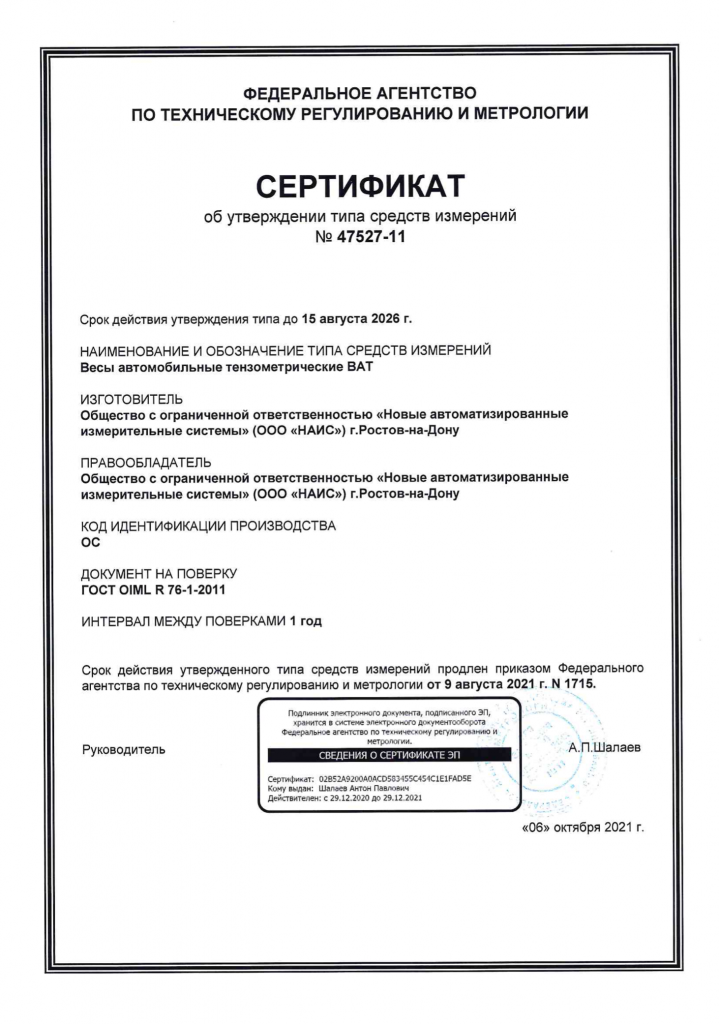 ФЕДЕРАЛЬНОЕ АГЕНТСТВО
ПО ТЕХНИЧЕСКОМУ РЕГУЛИРОВАНИЮ И МЕТРОЛОГИИ
СЕРТИФИКАТ
об утверждении типа средств измерений
№ 47527-11
Срок действия утверждения типа до 15 августа 2026 г.
НАИМЕНОВАНИЕ И ОБОЗНАЧЕНИЕ ТИПА СРЕДСТВ ИЗМЕРЕНИЙ
Весы автомобильные тензометрические ВАТ
ИЗГОТОВИТЕЛЬ
Общество с ограниченной ответственностью «Новые автоматизированные
измерительные системы» (ООО «НАИС») г.Ростов-на-Дону
ПРАВООБЛАДАТЕЛЬ
Общество с ограниченной ответственностью «Новые автоматизированные
измерительные системы» (ООО «НАИС») г.Ростов-на-Дону
КОД ИДЕНТИФИКАЦИИ ПРОИЗВОДСТВА
ОС
ДОКУМЕНТ НА ПОВЕРКУ
ГОСТ OIML R 76-1-2011
ИНТЕРВАЛ МЕЖДУ ПОВЕРКАМИ 1 год
Срок действия утвержденного типа средств измерений продлен приказом Федерального
агентства по техническому регулированию и метрологии от 9 августа 2021 г. N 1715.
Подлинник электронного документа, подписанного ЭП,
хранится в системе электронного документооборота
Федеральное агентство по техническому регулированию и
метрологии.
СВЕДЕНИЯ О СЕРТИФИКАТЕ ЭП
Руководитель
А.П.Шалаев
Сертификат: 02B52A9200A0ACD583455C454C1E1FAD5E
Кому выдан: Шалаев Антон Павлович
Действителен: с 29.12.2020 до 29.12.2021
«06» октября 2021 г.